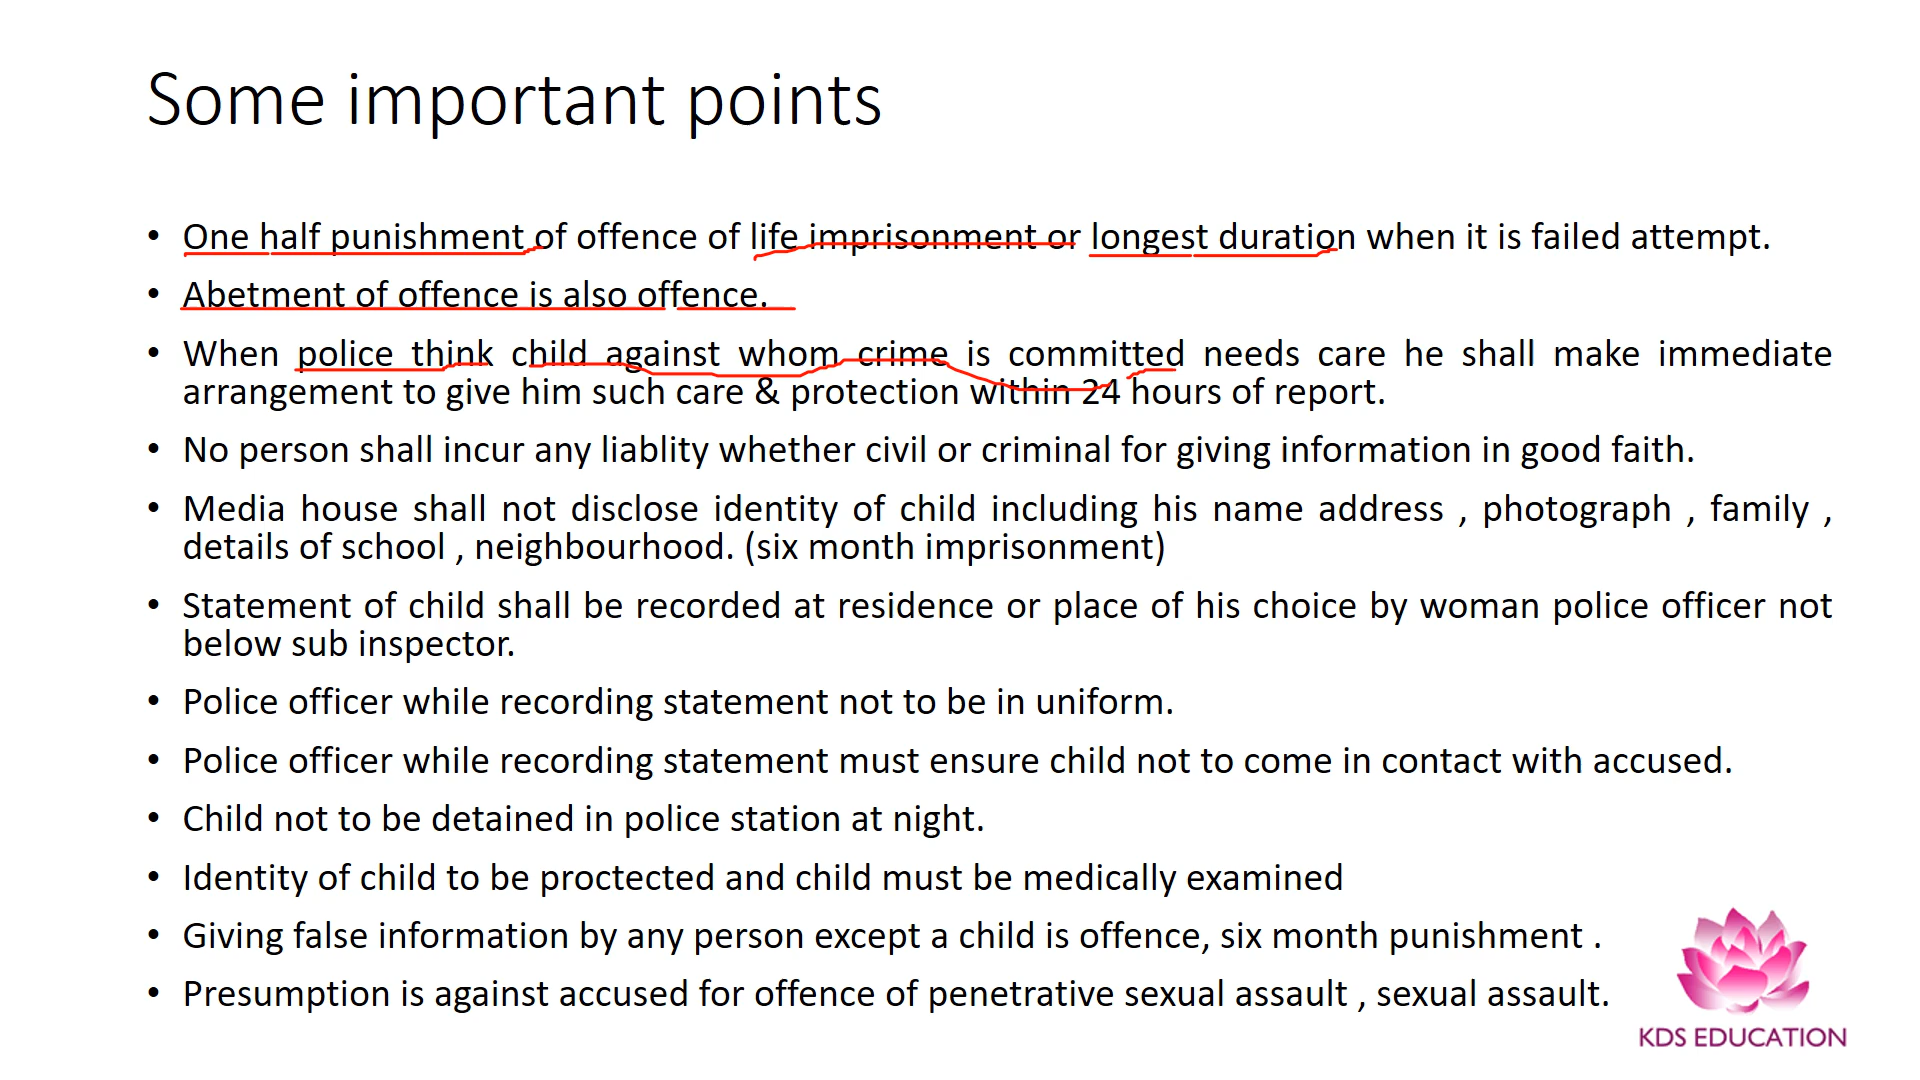 Some important points
• One half punishment of offence of life imprisonment or longest duration when it is failed attempt.
• Abetment of offence is also offence.
• When police think child against whom crime is committed needs care he shall make immediate
arrangement to give him such care & protection within 24 hours of report.
• No person shall incur any liablity whether civil or criminal for giving information in good faith.
• Media house shall not disclose identity of child including his name address , photograph , family ,
details of school , neighbourhood. (six month imprisonment)
• Statement of child shall be recorded at residence or place of his choice by woman police officer not
below sub inspector.
• Police officer while recording statement not to be in uniform.
• Police officer while recording statement must ensure child not to come in contact with accused.
• Child not to be detained in police station at night.
• Identity of child to be proctected and child must be medically examined
• Giving false information by any person except a child is offence, six month punishment .
• Presumption is against accused for offence of penetrative sexual assault , sexual assault.
KDS EDUCATION